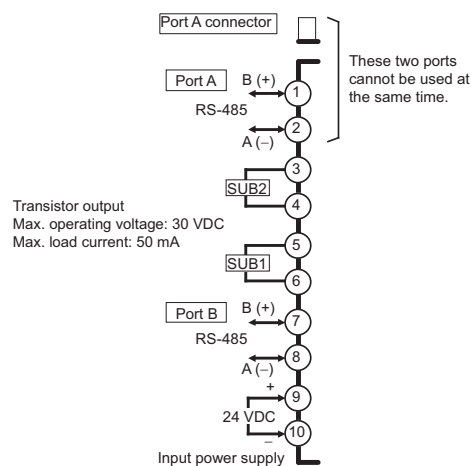 Port A connector
These two ports
cannot be used at
the same time.
Port A
B (+)
1
RS-485
2
A (−)
3
SUB2
4
Transistor output
Max. operating voltage: 30 VDC
Max. load current: 50 mA
5
SUB1
6
Port B
B (+)
7
RS-485
8
A (−)
+
9
24 VDC
10
−
Input power supply